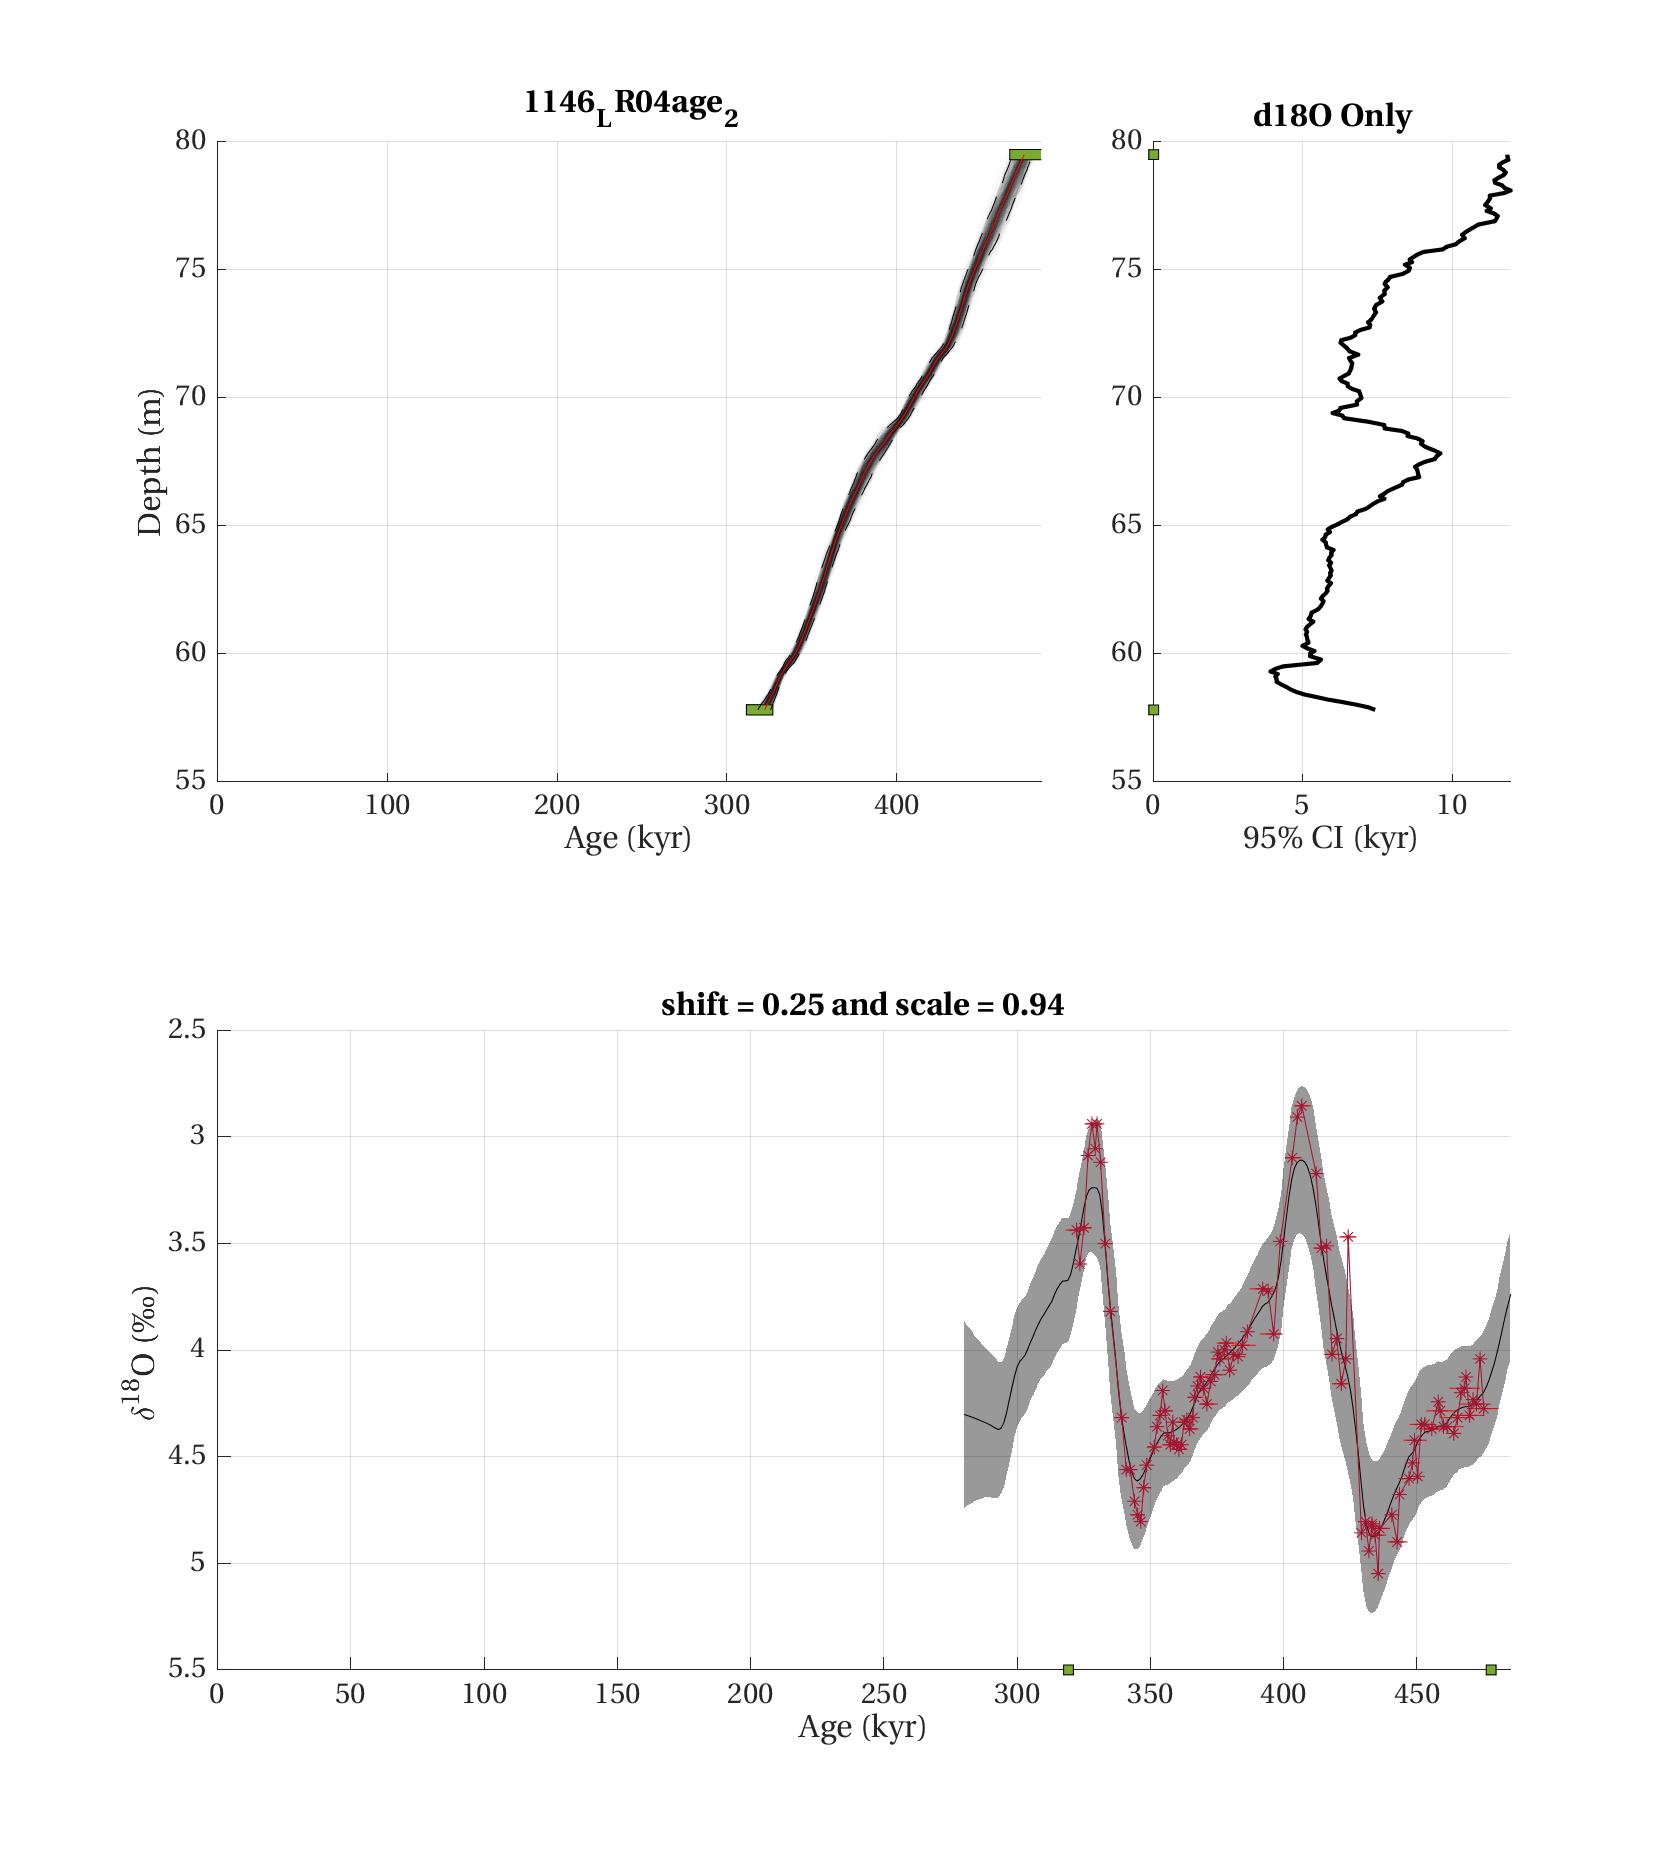 1146_L R04age_2
d18O Only
80
75
70
65
60
55
Depth (m)
0 100 200 300 400
Age (kyr)
80
75
70
65
60
55
0 5 10
95% CI (kyr)
shift = 0.25 and scale = 0.94
2.5
3
3.5
4
4.5
5
5.5
δ¹⁸O (‰)
0 50 100 150 200 250 300 350 400 450
Age (kyr)